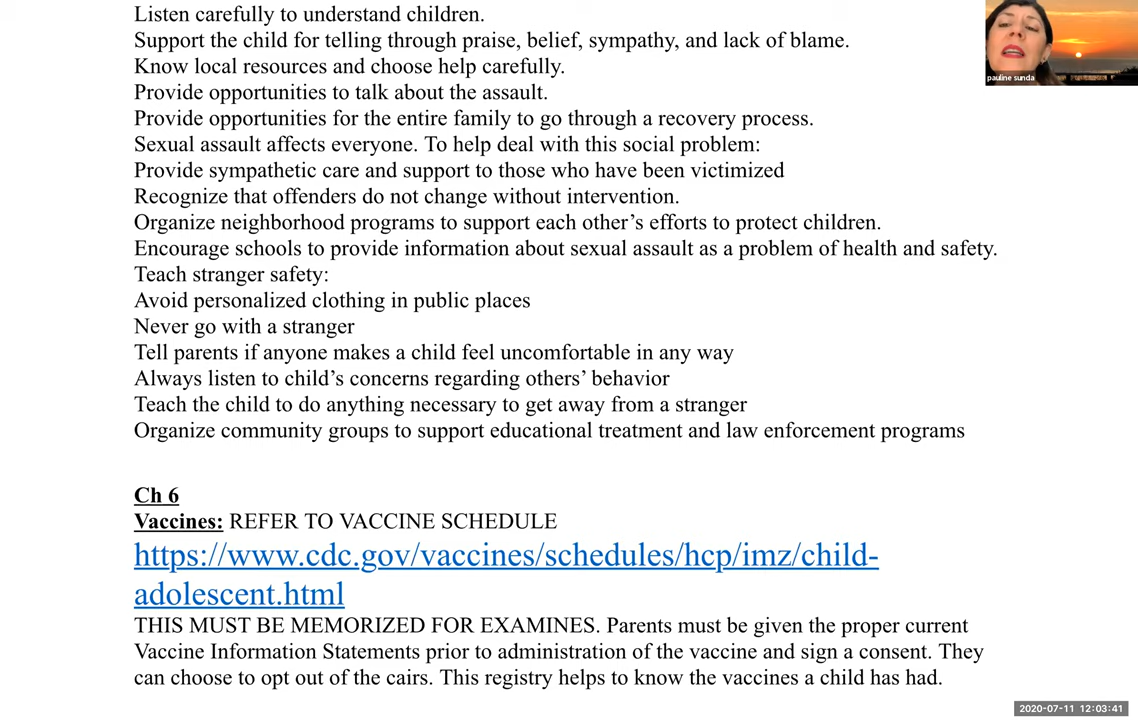 Listen carefully to understand children.
Support the child for telling through praise, belief, sympathy, and lack of blame.
Know local resources and choose help carefully.
Provide opportunities to talk about the assault.
Provide opportunities for the entire family to go through a recovery process.
Sexual assault affects everyone. To help deal with this social problem:
Provide sympathetic care and support to those who have been victimized
Recognize that offenders do not change without intervention.
Organize neighborhood programs to support each other’s efforts to protect children.
Encourage schools to provide information about sexual assault as a problem of health and safety.
Teach stranger safety:
Avoid personalized clothing in public places
Never go with a stranger
Tell parents if anyone makes a child feel uncomfortable in any way
Always listen to child’s concerns regarding others’ behavior
Teach the child to do anything necessary to get away from a stranger
Organize community groups to support educational treatment and law enforcement programs
Ch 6
Vaccines: REFER TO VACCINE SCHEDULE
https://www.cdc.gov/vaccines/schedules/hcp/imz/child-
adolescent.html
THIS MUST BE MEMORIZED FOR EXAMINES. Parents must be given the proper current
Vaccine Information Statements prior to administration of the vaccine and sign a consent. They
can choose to opt out of the cairs. This registry helps to know the vaccines a child has had.
pauline sunda
2020-07-11 12:03:41